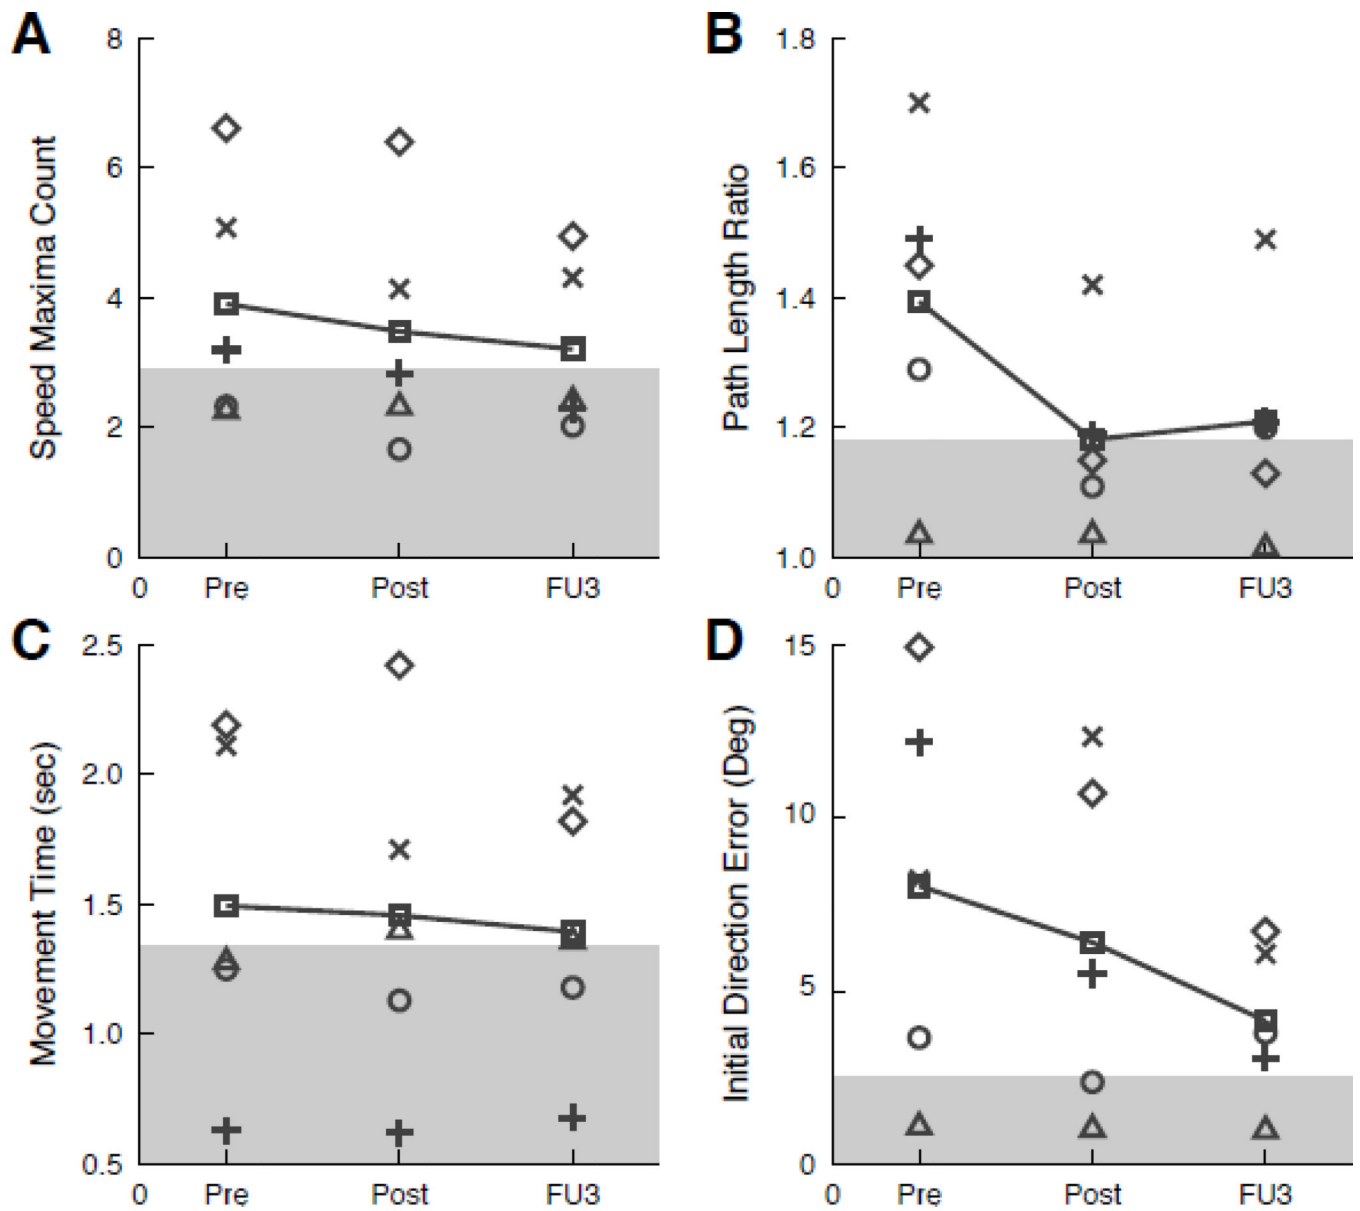 A
Speed Maxima Count
8
6
4
2
0
0 Pre Post FU3
B
Path Length Ratio
1.8
1.6
1.4
1.2
1.0
0 Pre Post FU3
C
Movement Time (sec)
2.5
2.0
1.5
1.0
0.5
0 Pre Post FU3
D
Initial Direction Error (Deg)
15
10
5
0
0 Pre Post FU3